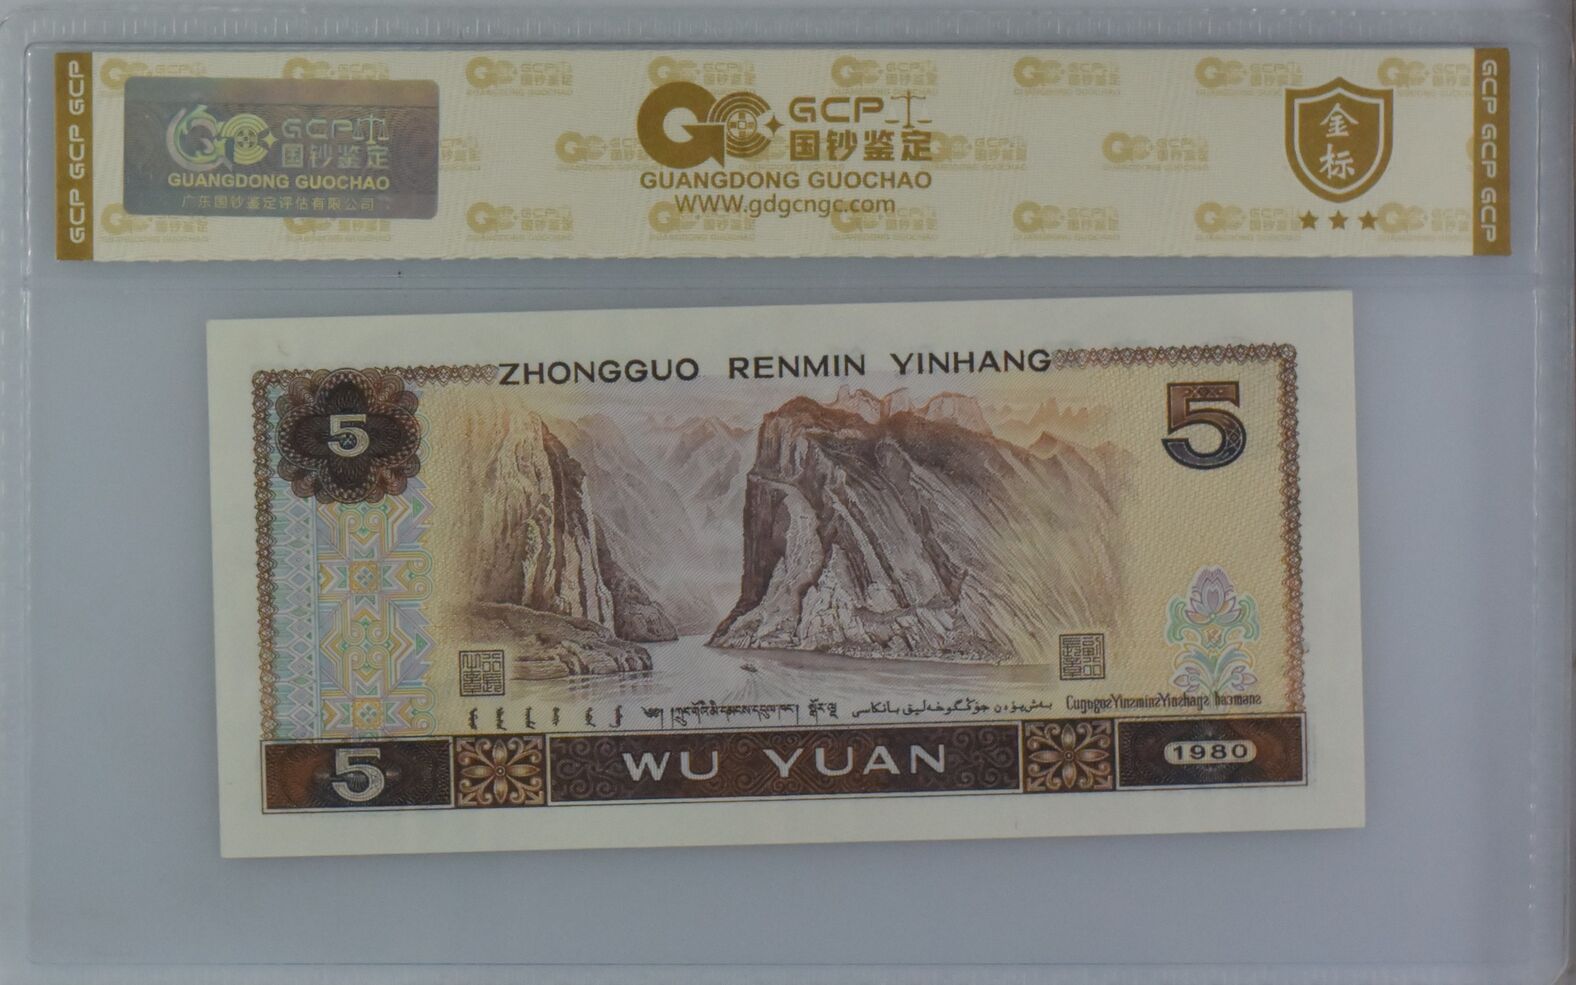 GCP GCP GCP
GCP 国钞鉴定
GUANGDONG GUOCHAO
广东国钞鉴定评估有限公司
GCP
国钞鉴定
GUANGDONG GUOCHAO
WWW.gdgcngc.com
金标
GCP GCP GCP
ZHONGGUO RENMIN YINHANG
5
5
5 WU YUAN 1980